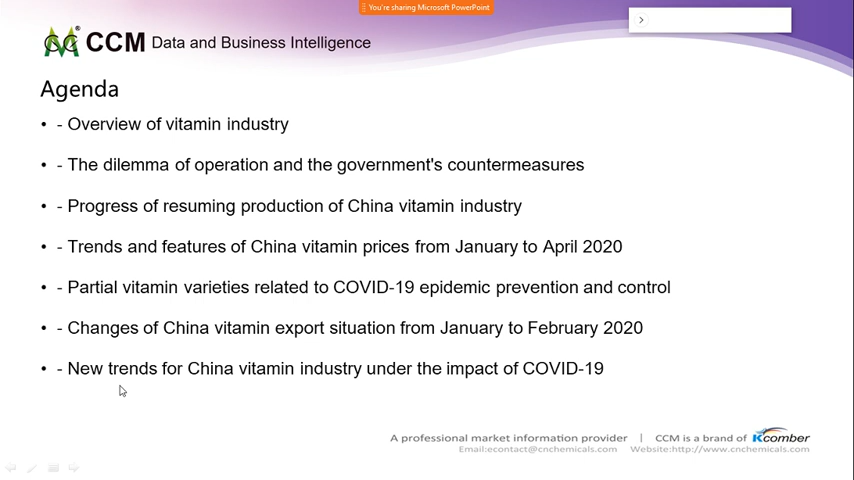 You're sharing Microsoft PowerPoint
CCM Data and Business Intelligence
Agenda
• - Overview of vitamin industry
• - The dilemma of operation and the government's countermeasures
• - Progress of resuming production of China vitamin industry
• - Trends and features of China vitamin prices from January to April 2020
• - Partial vitamin varieties related to COVID-19 epidemic prevention and control
• - Changes of China vitamin export situation from January to February 2020
• - New trends for China vitamin industry under the impact of COVID-19
A professional market information provider | CCM is a brand of Kcomber
Email:econtact@cnchemicals.com Website:http://www.cnchemicals.com